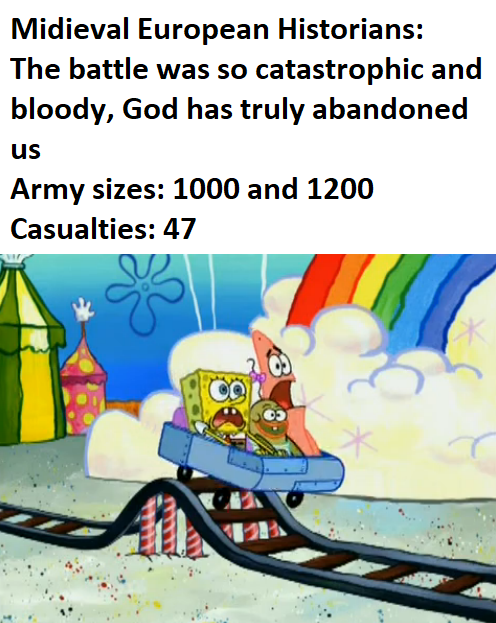 Midieval European Historians:
The battle was so catastrophic and
bloody, God has truly abandoned
us
Army sizes: 1000 and 1200
Casualties: 47